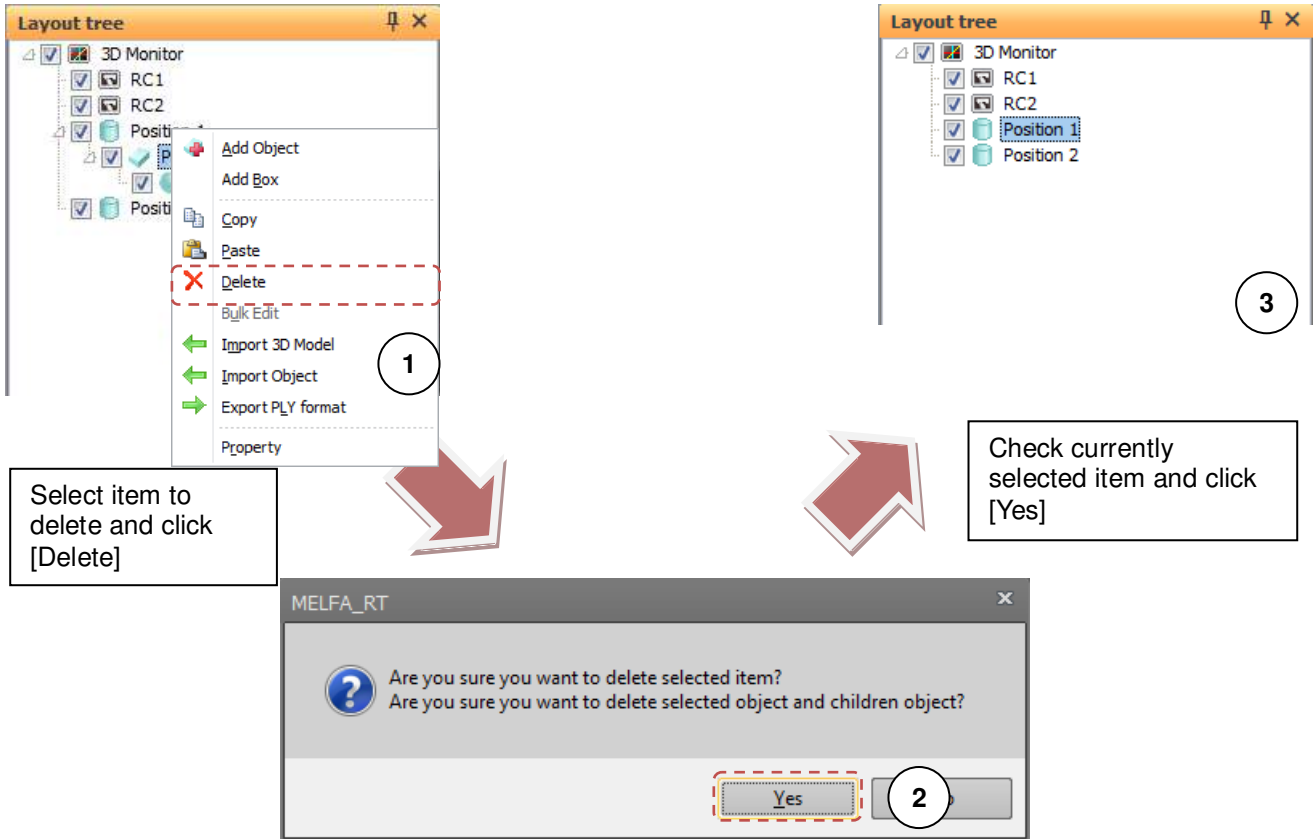 Layout tree
3D Monitor
RC1
RC2
Add Object
Add Box
Copy
Paste
Delete
Bulk Edit
Import 3D Model
Import Object
Export PLY format
Property
1
Select item to
delete and click
[Delete]
MELFA_RT
Are you sure you want to delete selected item?
Are you sure you want to delete selected object and children object?
Yes
2
Layout tree
3D Monitor
RC1
RC2
Position 1
Position 2
3
Check currently
selected item and click
[Yes]